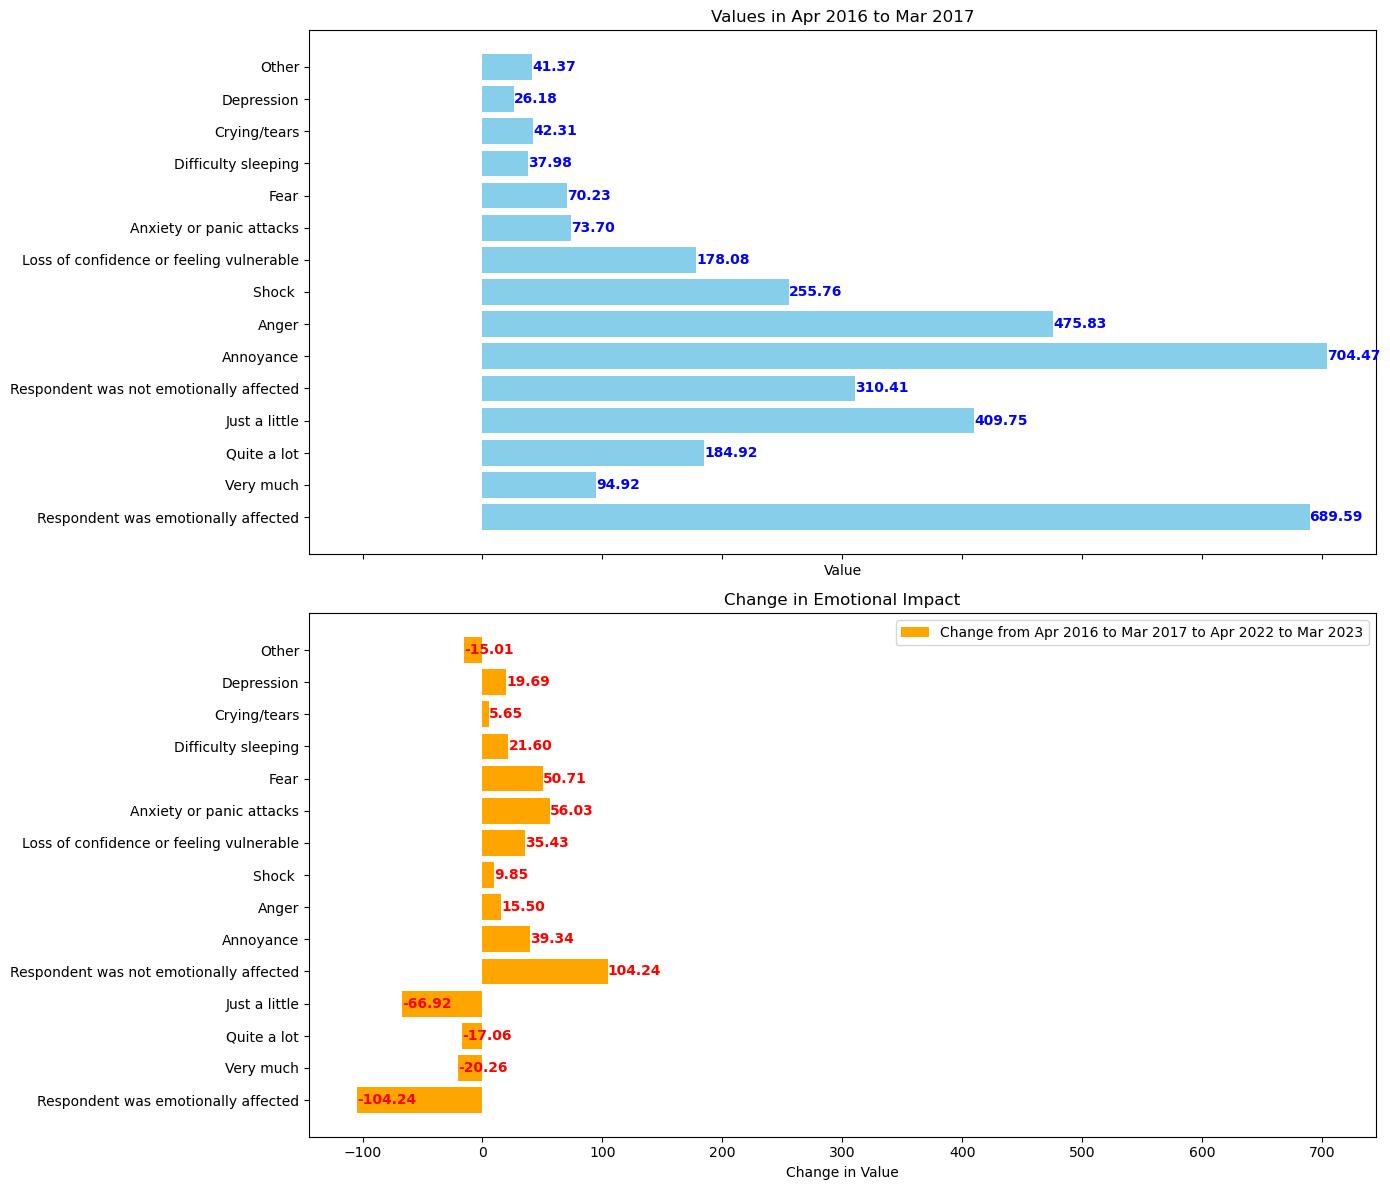 Values in Apr 2016 to Mar 2017
Other 41.37
Depression 26.18
Crying/tears 42.31
Difficulty sleeping 37.98
Fear 70.23
Anxiety or panic attacks 73.70
Loss of confidence or feeling vulnerable 178.08
Shock 255.76
Anger 475.83
Annoyance 704.47
Respondent was not emotionally affected 310.41
Just a little 409.75
Quite a lot 184.92
Very much 94.92
Respondent was emotionally affected 689.59
Value
Change in Emotional Impact
Change from Apr 2016 to Mar 2017 to Apr 2022 to Mar 2023
Other -15.01
Depression 19.69
Crying/tears 5.65
Difficulty sleeping 21.60
Fear 50.71
Anxiety or panic attacks 56.03
Loss of confidence or feeling vulnerable 35.43
Shock 9.85
Anger 15.50
Annoyance 39.34
Respondent was not emotionally affected 104.24
Just a little -66.92
Quite a lot -17.06
Very much -20.26
Respondent was emotionally affected -104.24
−100 0 100 200 300 400 500 600 700
Change in Value